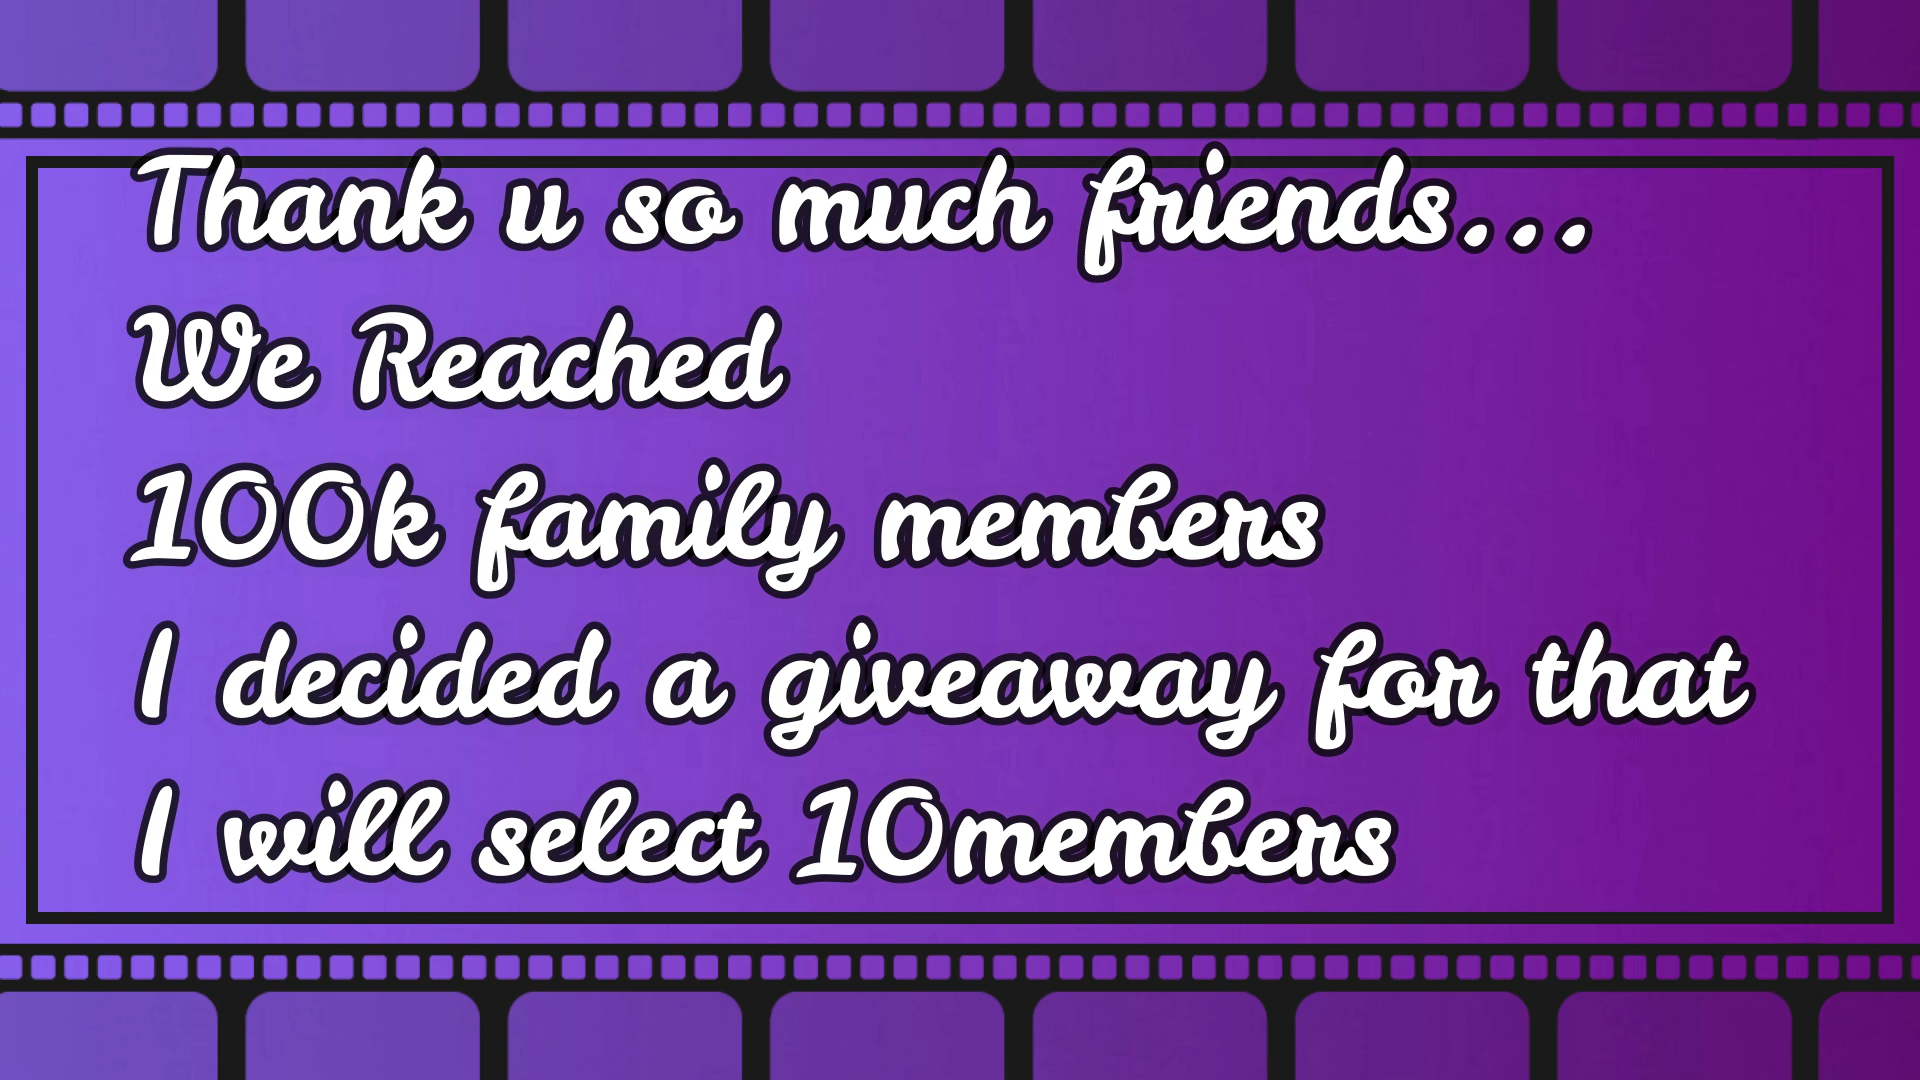 Thank u so much friends...
We Reached
100k family members
I decided a giveaway for that
I will select 10members